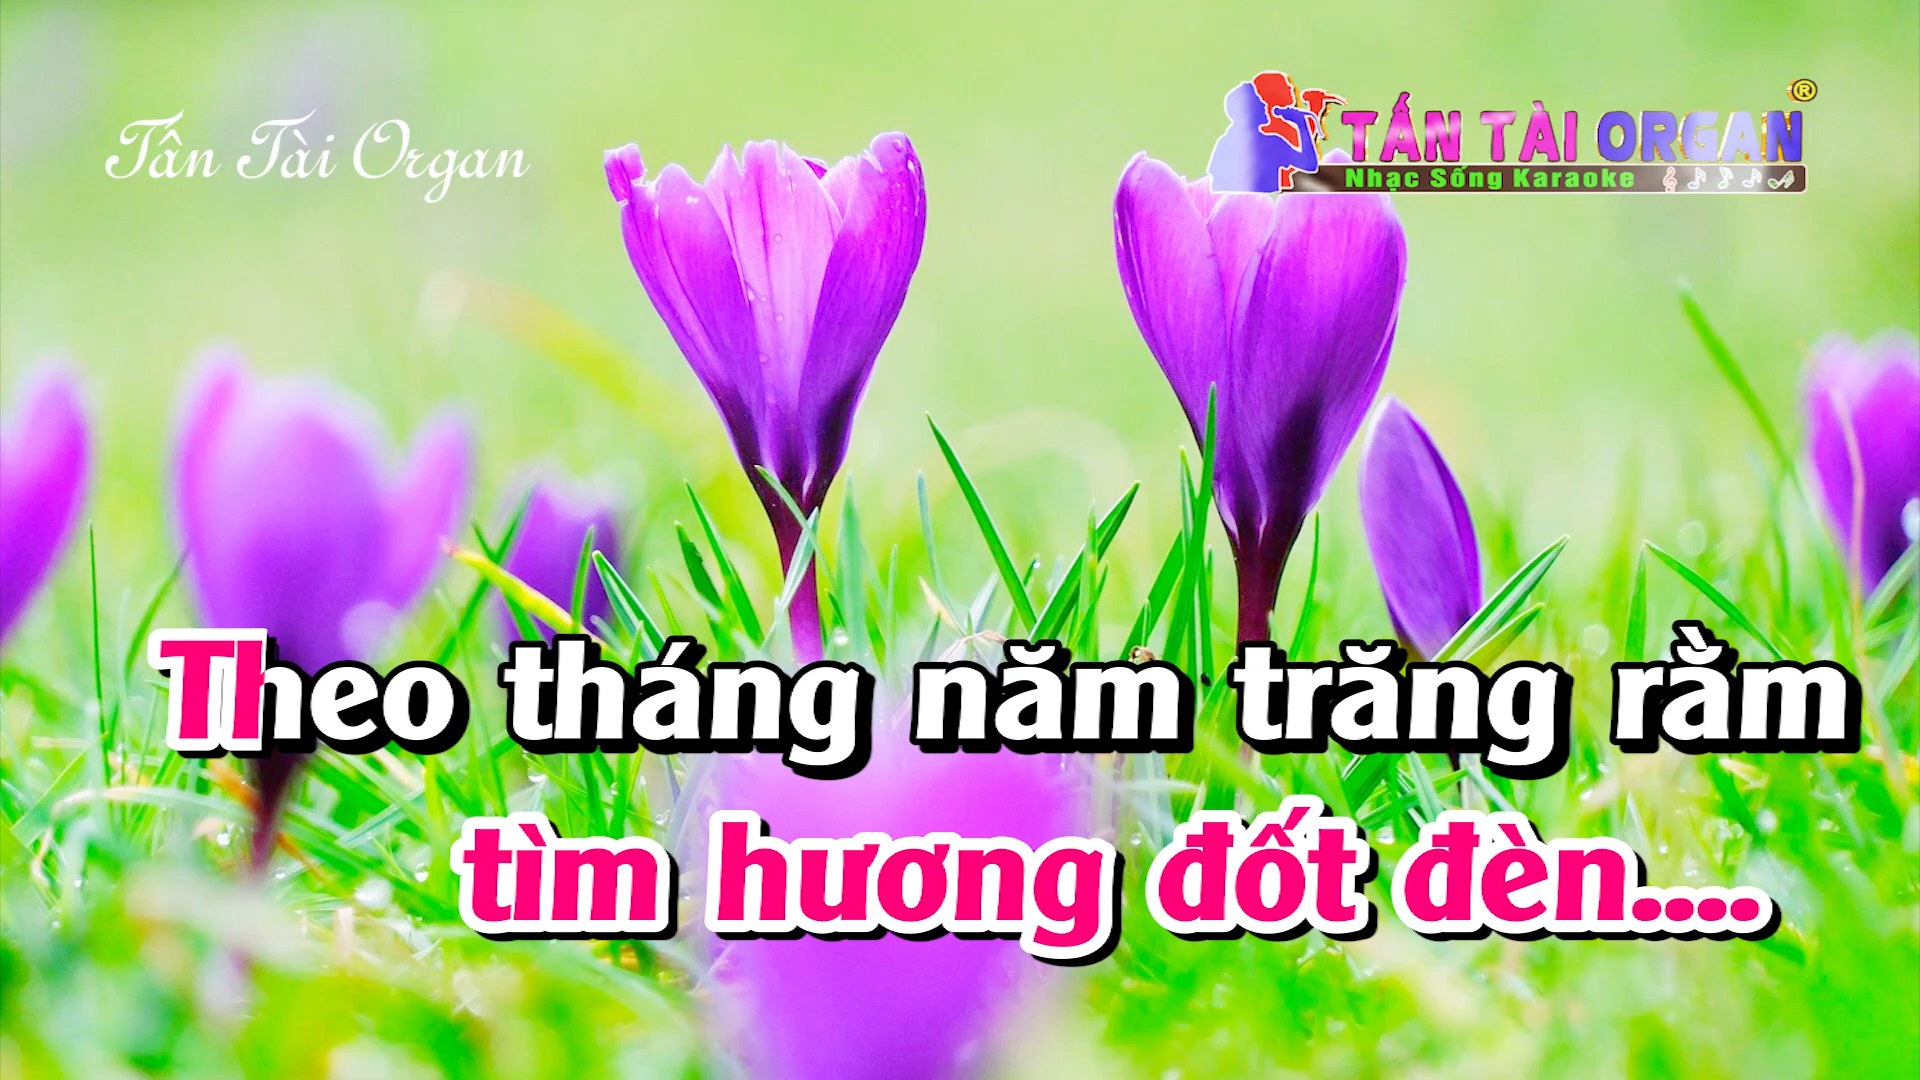 Tấn Tài Organ
TẤN TÀI ORGAN ®
Nhạc Sống Karaoke
Theo tháng năm trăng rằm
tìm hương đốt đèn....